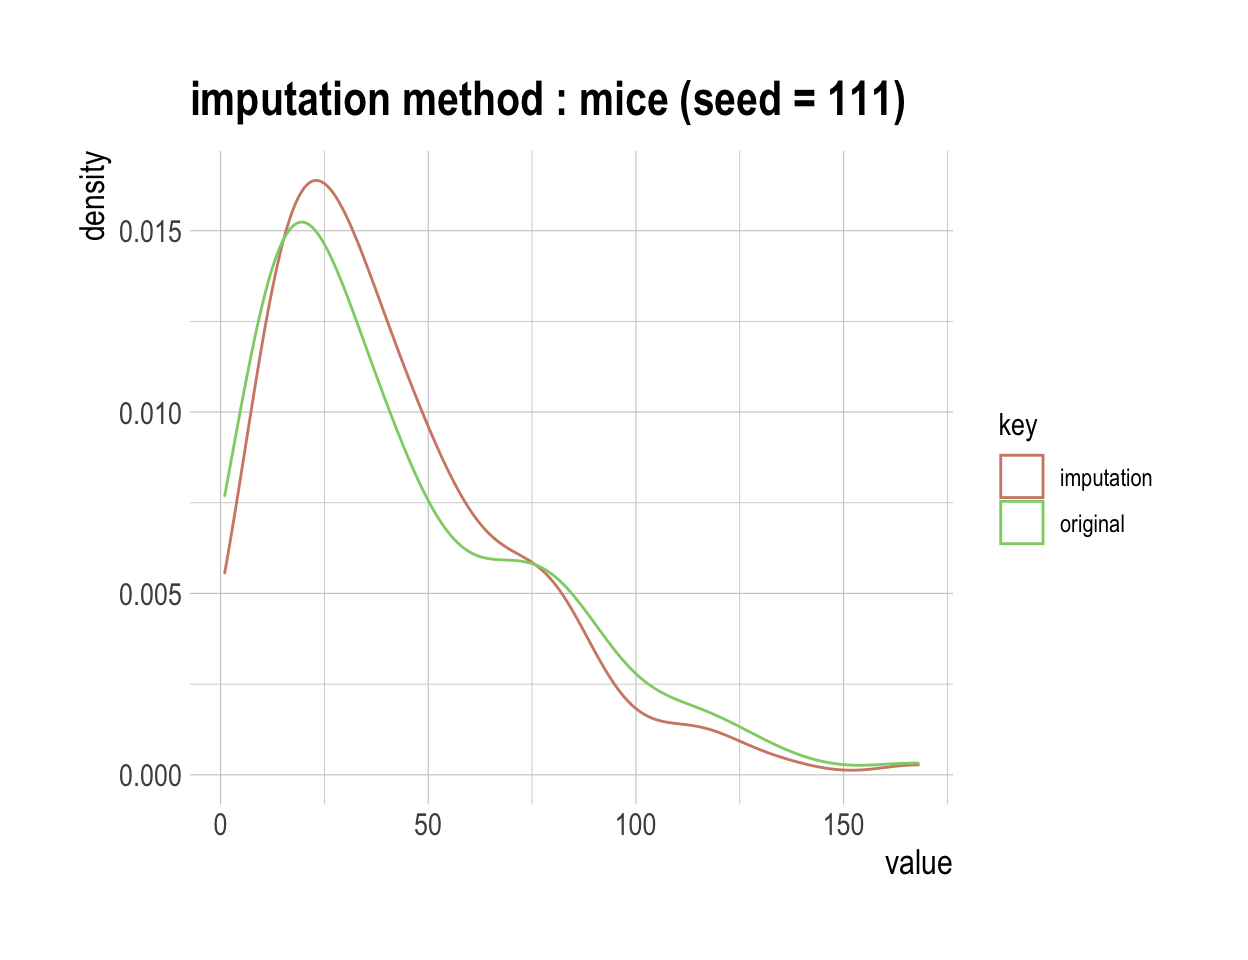 imputation method : mice (seed = 111)
density
0.015
0.010
0.005
0.000
0 50 100 150
value
key
imputation
original